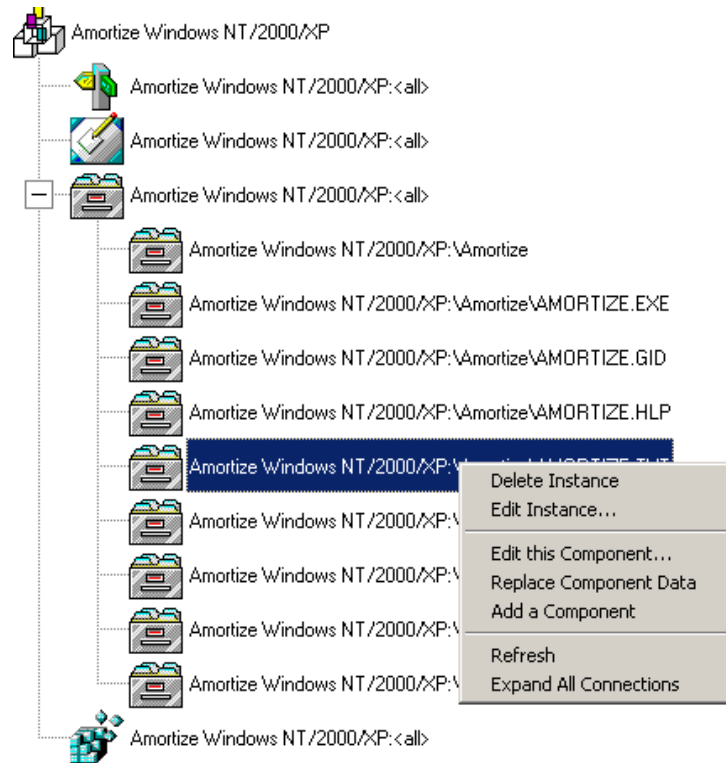 Amortize Windows NT/2000/XP
Amortize Windows NT/2000/XP:<all>
Amortize Windows NT/2000/XP:<all>
Amortize Windows NT/2000/XP:<all>
Amortize Windows NT/2000/XP:\Amortize
Amortize Windows NT/2000/XP:\Amortize\AMORTIZE.EXE
Amortize Windows NT/2000/XP:\Amortize\AMORTIZE.GID
Amortize Windows NT/2000/XP:\Amortize\AMORTIZE.HLP
Amortize Windows NT/2000/XP:
Delete Instance
Edit Instance...
Amortize Windows NT/2000/XP:\
Edit this Component...
Amortize Windows NT/2000/XP:\
Replace Component Data
Add a Component
Amortize Windows NT/2000/XP:\
Refresh
Amortize Windows NT/2000/XP:\
Expand All Connections
Amortize Windows NT/2000/XP:<all>